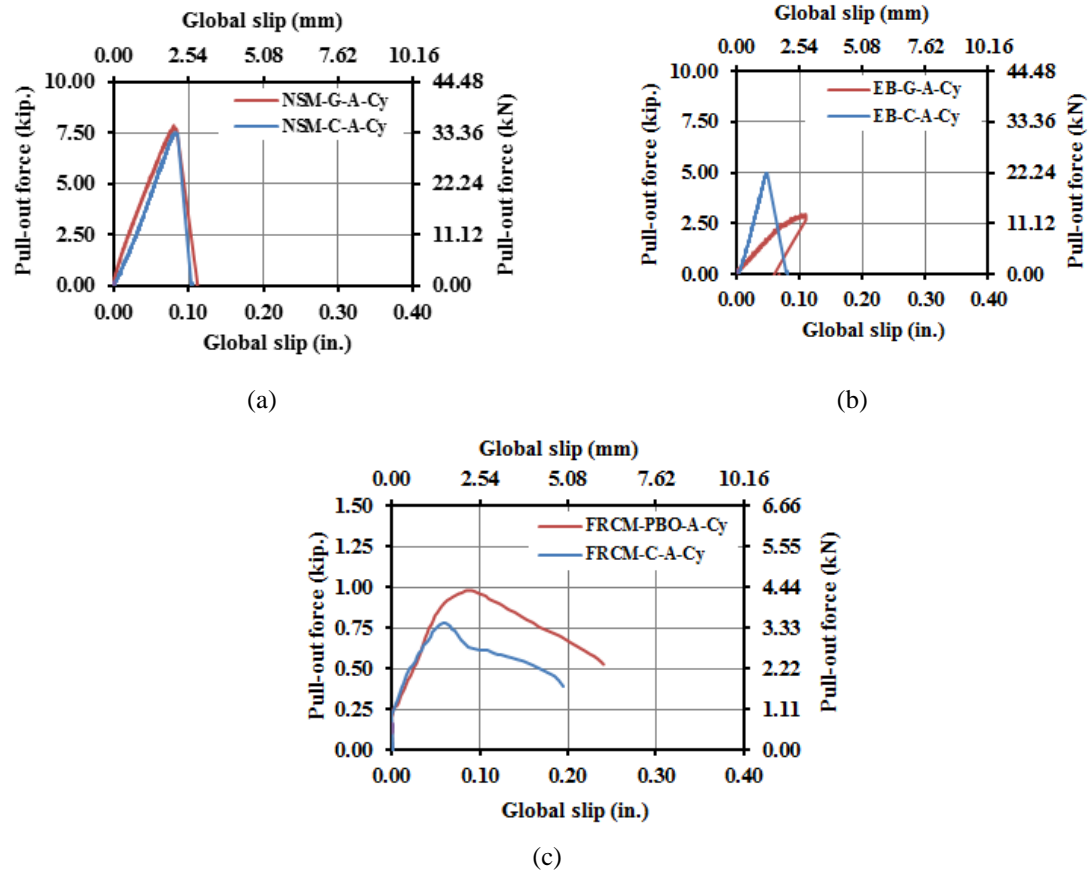 Global slip (mm)
0.00 2.54 5.08 7.62 10.16
10.00 7.50 5.00 2.50 0.00
Pull-out force (kip.)
NSM-G-A-Cy
NSM-C-A-Cy
44.48 33.36 22.24 11.12 0.00
Pull-out force (kN)
0.00 0.10 0.20 0.30 0.40
Global slip (in.)
(a)
Global slip (mm)
0.00 2.54 5.08 7.62 10.16
10.00 7.50 5.00 2.50 0.00
Pull-out force (kip.)
EB-G-A-Cy
EB-C-A-Cy
44.48 33.36 22.24 11.12 0.00
Pull-out force (kN)
0.00 0.10 0.20 0.30 0.40
Global slip (in.)
(b)
Global slip (mm)
0.00 2.54 5.08 7.62 10.16
1.50 1.25 1.00 0.75 0.50 0.25 0.00
Pull-out force (kip.)
FRCM-PBO-A-Cy
FRCM-C-A-Cy
6.66 5.55 4.44 3.33 2.22 1.11 0.00
Pull-out force (kN)
0.00 0.10 0.20 0.30 0.40
Global slip (in.)
(c)